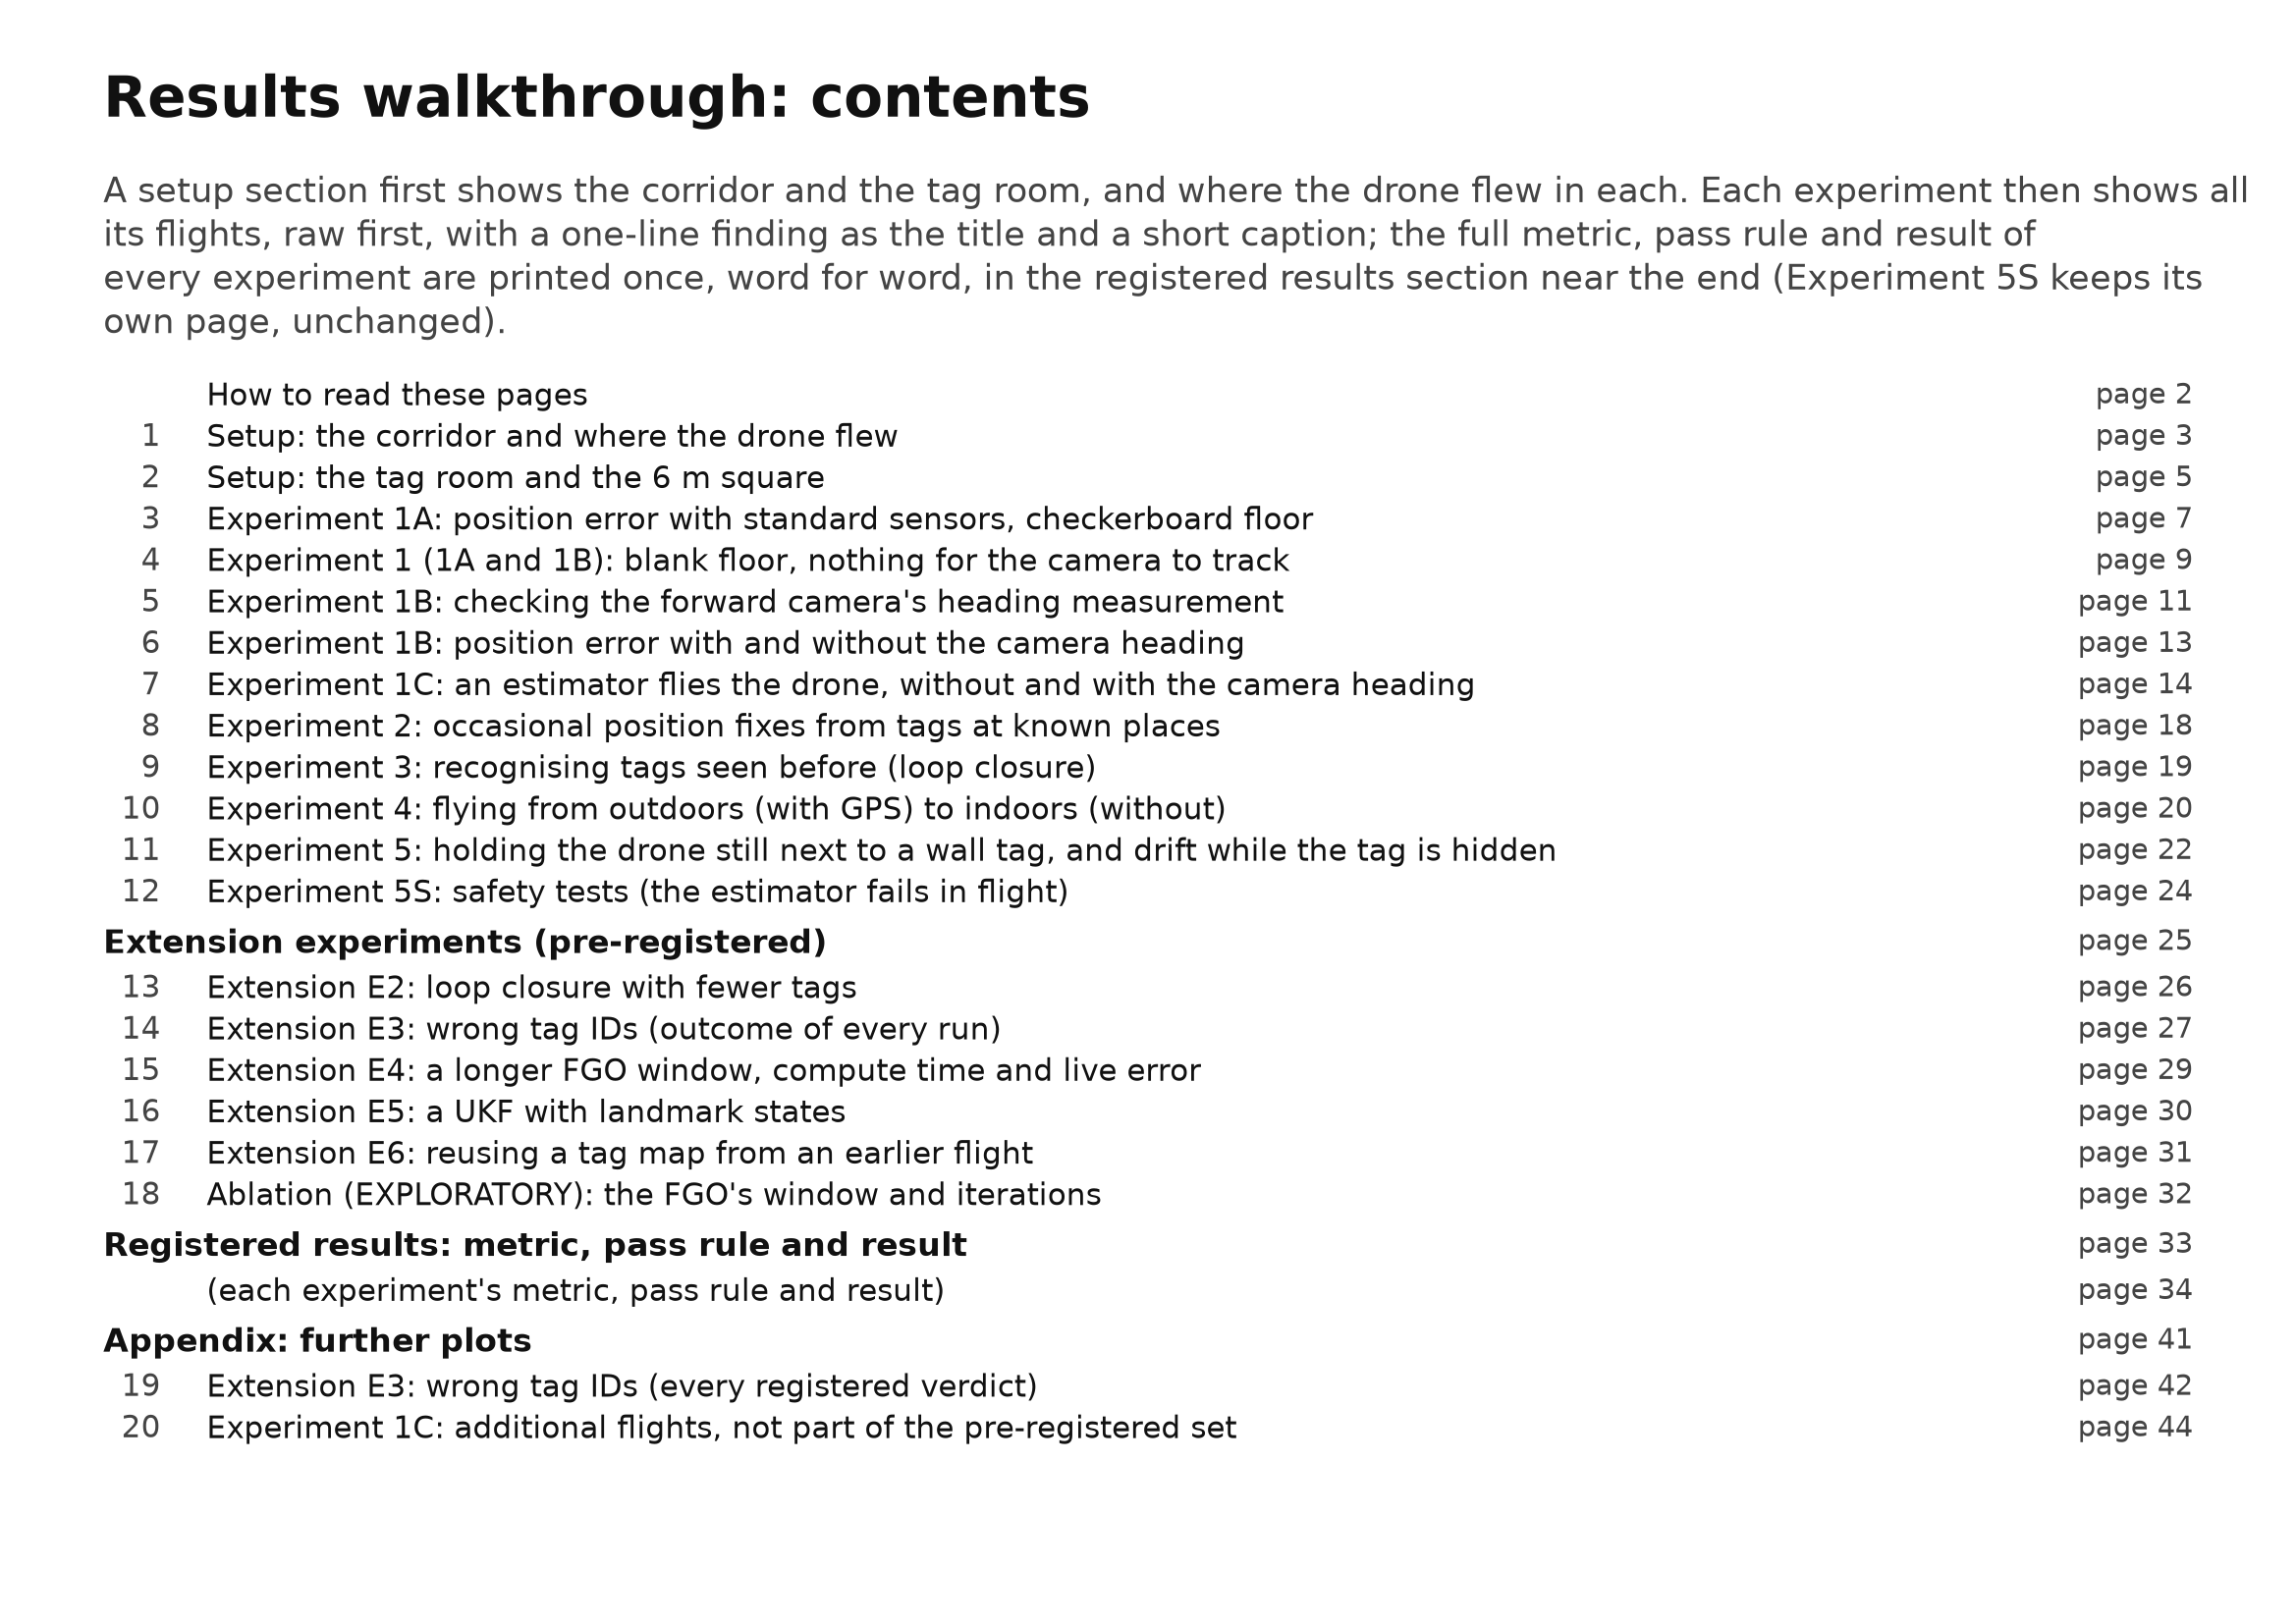 Results walkthrough: contents
A setup section first shows the corridor and the tag room, and where the drone flew in each. Each experiment then shows all
its flights, raw first, with a one-line finding as the title and a short caption; the full metric, pass rule and result of
every experiment are printed once, word for word, in the registered results section near the end (Experiment 5S keeps its
own page, unchanged).
How to read these pages page 2
1 Setup: the corridor and where the drone flew page 3
2 Setup: the tag room and the 6 m square page 5
3 Experiment 1A: position error with standard sensors, checkerboard floor page 7
4 Experiment 1 (1A and 1B): blank floor, nothing for the camera to track page 9
5 Experiment 1B: checking the forward camera's heading measurement page 11
6 Experiment 1B: position error with and without the camera heading page 13
7 Experiment 1C: an estimator flies the drone, without and with the camera heading page 14
8 Experiment 2: occasional position fixes from tags at known places page 18
9 Experiment 3: recognising tags seen before (loop closure) page 19
10 Experiment 4: flying from outdoors (with GPS) to indoors (without) page 20
11 Experiment 5: holding the drone still next to a wall tag, and drift while the tag is hidden page 22
12 Experiment 5S: safety tests (the estimator fails in flight) page 24
Extension experiments (pre-registered) page 25
13 Extension E2: loop closure with fewer tags page 26
14 Extension E3: wrong tag IDs (outcome of every run) page 27
15 Extension E4: a longer FGO window, compute time and live error page 29
16 Extension E5: a UKF with landmark states page 30
17 Extension E6: reusing a tag map from an earlier flight page 31
18 Ablation (EXPLORATORY): the FGO's window and iterations page 32
Registered results: metric, pass rule and result page 33
(each experiment's metric, pass rule and result) page 34
Appendix: further plots page 41
19 Extension E3: wrong tag IDs (every registered verdict) page 42
20 Experiment 1C: additional flights, not part of the pre-registered set page 44